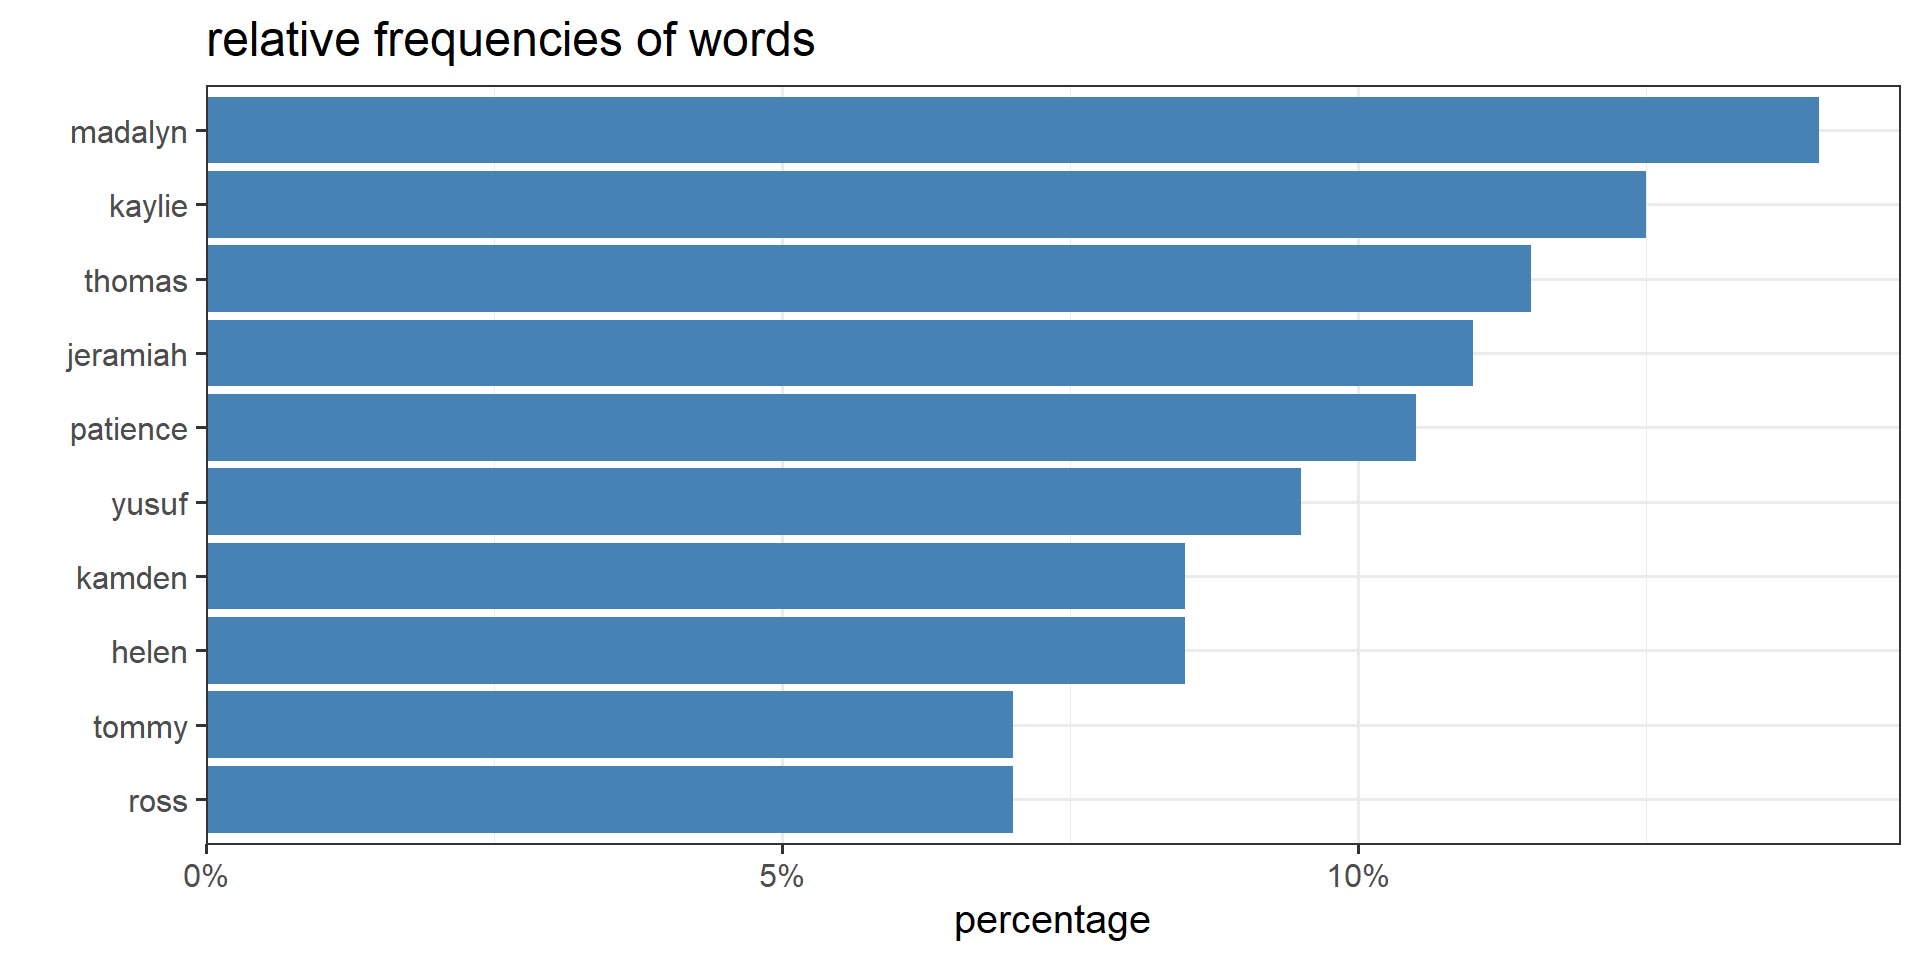 relative frequencies of words
madalyn
kaylie
thomas
jeramiah
patience
yusuf
kamden
helen
tommy
ross
0% 5% 10%
percentage